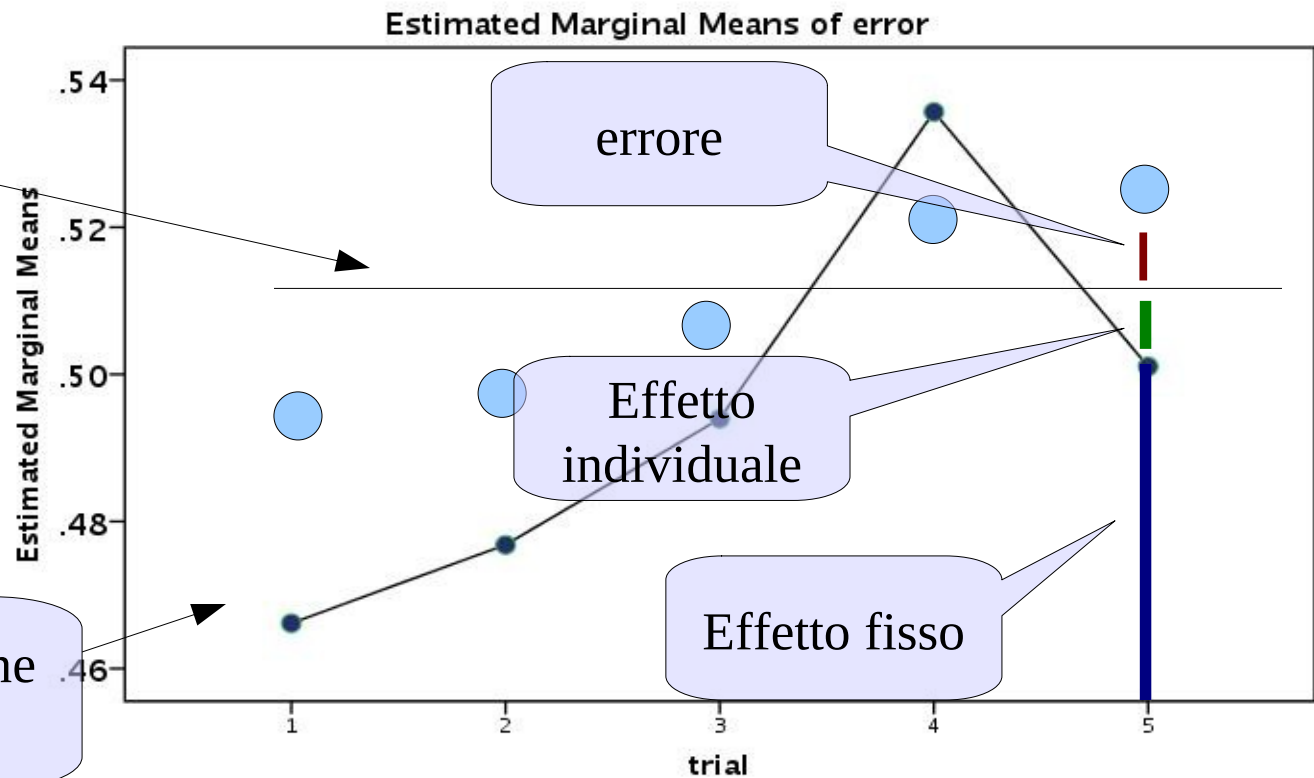 Estimated Marginal Means of error
Estimated Marginal Means
.54
.52
.50
.48
.46
errore
Effetto
individuale
Effetto fisso
ne
1 2 3 4 5
trial